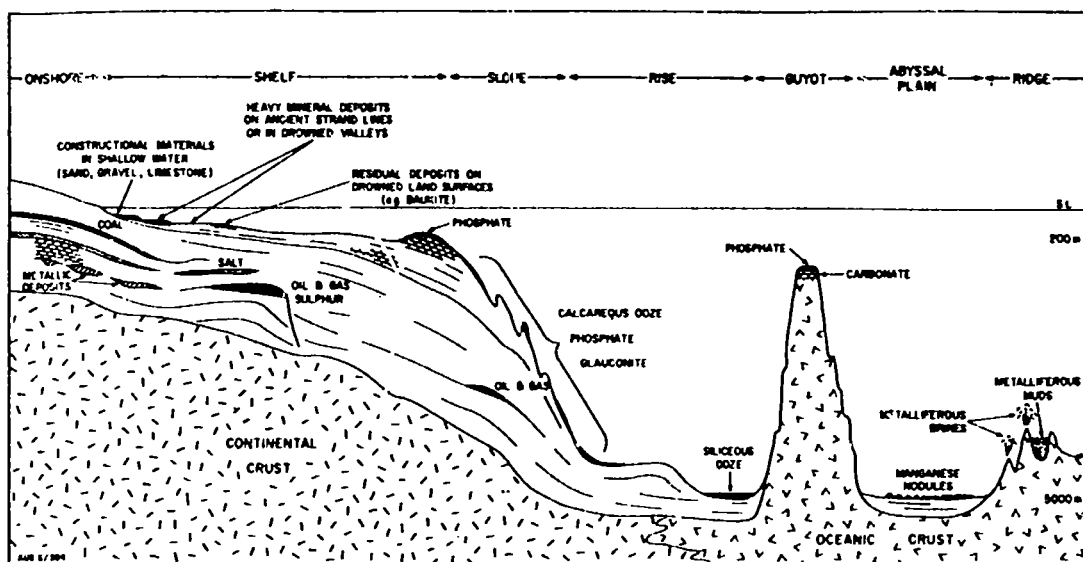 ONSHORE
SHELF
SLOPE
RISE
GUYOT
ABYSSAL
PLAIN
RIDGE
HEAVY MINERAL DEPOSITS
ON ANCIENT STRAND LINES
OR IN DROWNED VALLEYS
CONSTRUCTIONAL MATERIALS
IN SHALLOW WATER
(SAND, GRAVEL, LIMESTONE)
RESIDUAL DEPOSITS ON
DROWNED LAND SURFACES
(eg BAUXITE)
SL
200m
COAL
PHOSPHATE
PHOSPHATE
CARBONATE
SALT
METALLIC
DEPOSITS
OIL & GAS
SULPHUR
CALCAREOUS OOZE
PHOSPHATE
GLAUCONITE
OIL & GAS
METALLIFEROUS
MUDS
METALLIFEROUS
BRINES
CONTINENTAL
CRUST
SILICEOUS
OOZE
MANGANESE
NODULES
5000m
OCEANIC CRUST